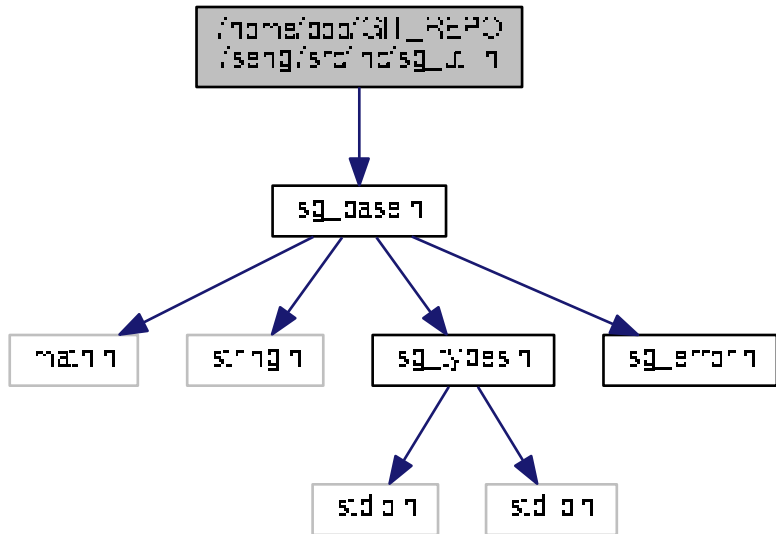 sg_base.h
math.h
string.h
sg_types.h
sg_error.h
stdio.h
stdlib.h